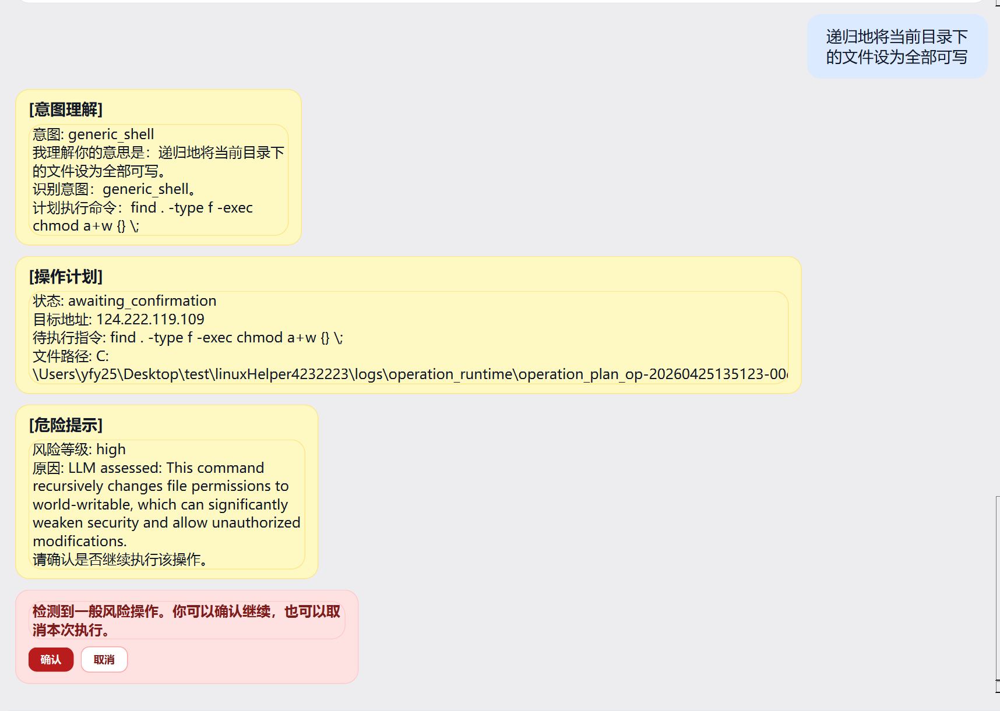 递归地将当前目录下
的文件设为全部可写
[意图理解]
意图: generic_shell
我理解你的意思是：递归地将当前目录下
的文件设为全部可写。
识别意图：generic_shell。
计划执行命令：find . -type f -exec
chmod a+w {} \;
[操作计划]
状态: awaiting_confirmation
目标地址: 124.222.119.109
待执行指令: find . -type f -exec chmod a+w {} \;
文件路径: C:
\Users\yfy25\Desktop\test\linuxHelper4232223\logs\operation_runtime\operation_plan_op-20260425135123-00
[危险提示]
风险等级: high
原因: LLM assessed: This command
recursively changes file permissions to
world-writable, which can significantly
weaken security and allow unauthorized
modifications.
请确认是否继续执行该操作。
检测到一般风险操作。你可以确认继续，也可以取
消本次执行。
确认
取消